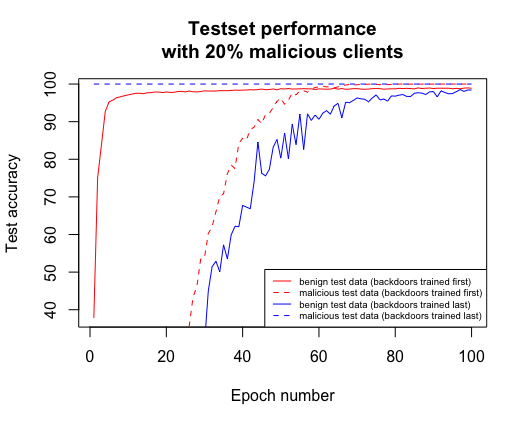 Testset performance
with 20% malicious clients
Test accuracy
100
90
80
70
60
50
40
benign test data (backdoors trained first)
malicious test data (backdoors trained first)
benign test data (backdoors trained last)
malicious test data (backdoors trained last)
0 20 40 60 80 100
Epoch number